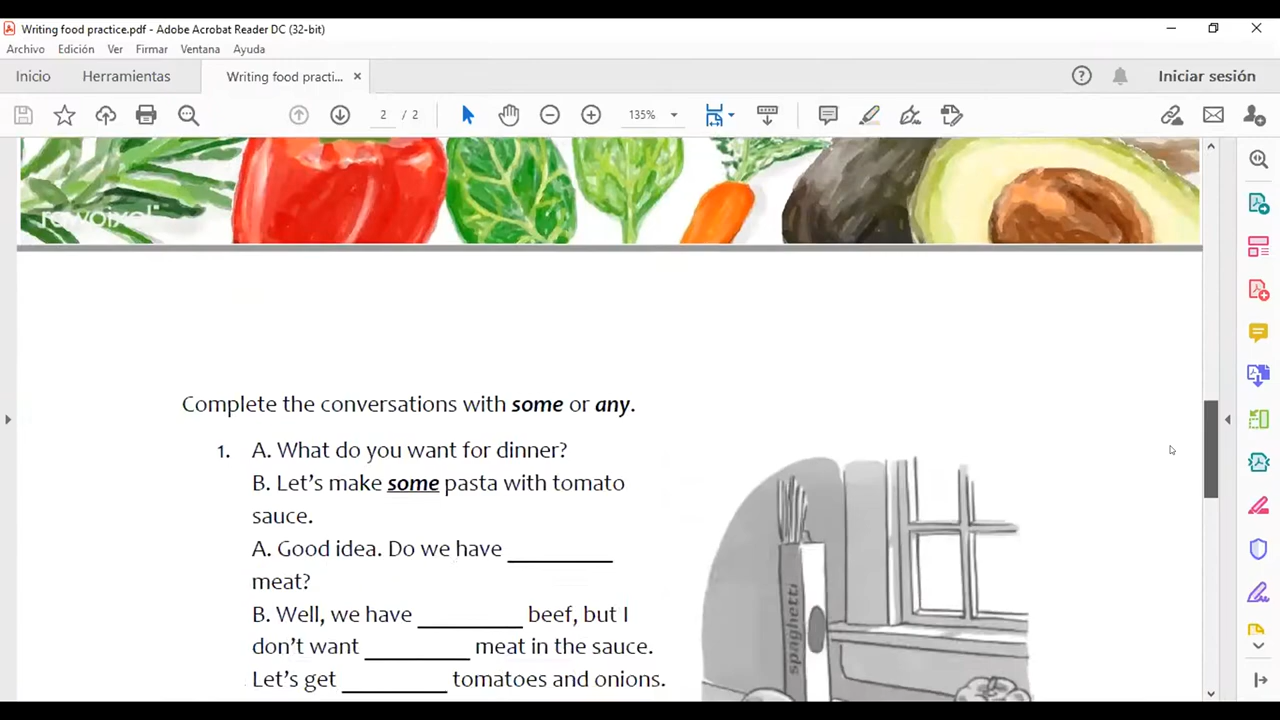 Writing food practice.pdf - Adobe Acrobat Reader DC (32-bit)
Archivo Edición Ver Firmar Ventana Ayuda
Inicio Herramientas Writing food practi... × Iniciar sesión
2 / 2 135%
rawpixel
Complete the conversations with some or any.
1. A. What do you want for dinner?
B. Let’s make some pasta with tomato
sauce.
A. Good idea. Do we have __________
meat?
B. Well, we have __________ beef, but I
don’t want __________ meat in the sauce.
Let’s get __________ tomatoes and onions.
spaghetti